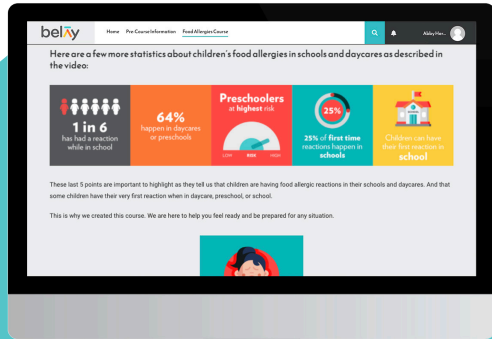 belay
Home Pre-Course Information Food Allergies Course
Abby Hav...
Here are a few more statistics about children's food allergies in schools and daycares as described in
the video:
1 in 6
has had a reaction
while in school
64%
happen in daycares
or preschools
Preschoolers
at highest risk
LOW RISK HIGH
25%
25% of first time
reactions happen in
schools
SCHOOL
Children can have
their first reaction in
school
These last 5 points are important to highlight as they tell us that children are having food allergic reactions in their schools and daycares. And that
some children have their very first reaction when in daycare, preschool, or school.
This is why we created this course. We are here to help you feel ready and be prepared for any situation.